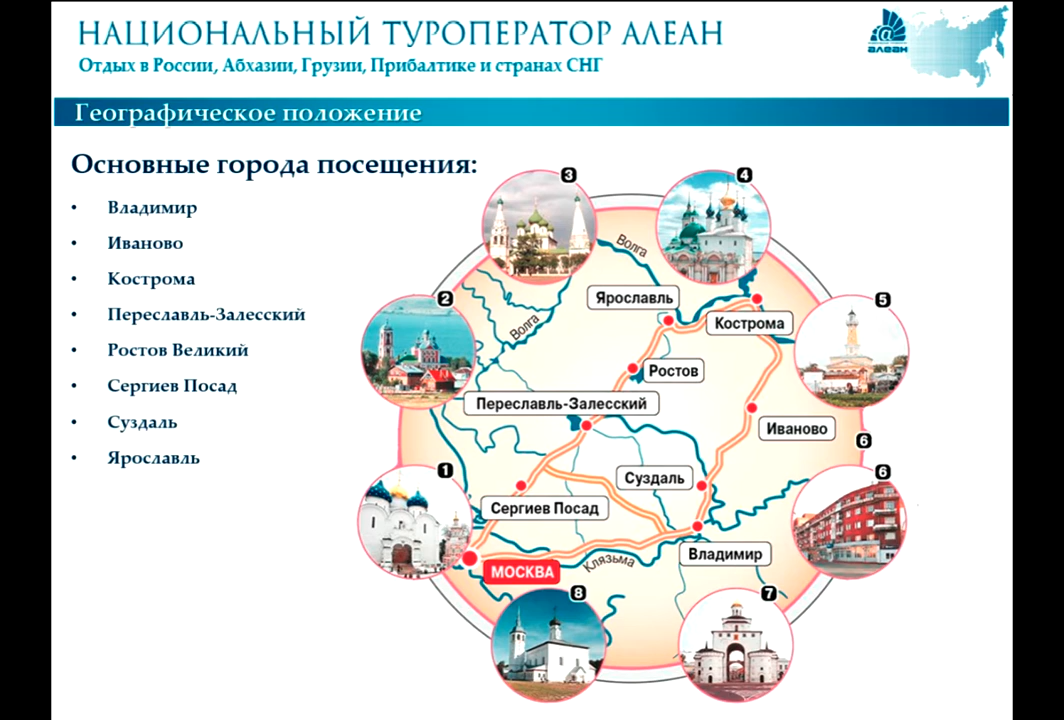 НАЦИОНАЛЬНЫЙ ТУРОПЕРАТОР АЛЕАН
Отдых в России, Абхазии, Грузии, Прибалтике и странах СНГ
алеан
Географическое положение
Основные города посещения:
• Владимир
• Иваново
• Кострома
• Переславль-Залесский
• Ростов Великий
• Сергиев Посад
• Суздаль
• Ярославль
3
4
Волга
2
Ярославль
5
Волга
Кострома
Ростов
Переславль-Залесский
Иваново
6
1
Суздаль
6
Сергиев Посад
Владимир
Клязьма
МОСКВА
8
7